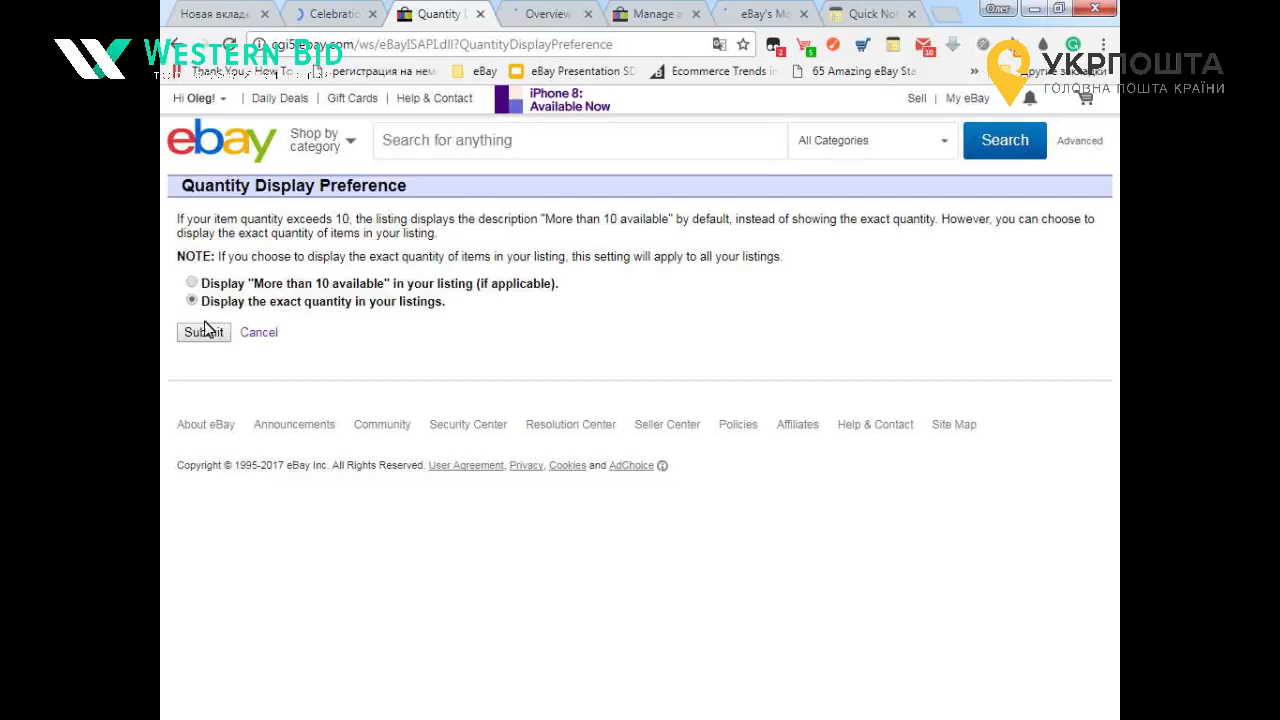 Новая вкладк
Celebratio
Quantity D
Overview
Manage a
eBay's Mo
Quick Not
Олег
WESTERN BID
cgi5.ebay.com/ws/eBayISAPI.dll?QuantityDisplayPreference
УКРПОШТА
ГОЛОВНА ПОШТА КРАЇНИ
Thank You, How To
регистрация на нем
eBay
eBay Presentation SD
Ecommerce Trends in
65 Amazing eBay Sta
»
Другие закладки
Hi Oleg!
Daily Deals
Gift Cards
Help & Contact
iPhone 8:
Available Now
Sell
My eBay
ebay
Shop by
category
Search for anything
All Categories
Search
Advanced
Quantity Display Preference
If your item quantity exceeds 10, the listing displays the description "More than 10 available" by default, instead of showing the exact quantity. However, you can choose to
display the exact quantity of items in your listing.
NOTE: If you choose to display the exact quantity of items in your listing, this setting will apply to all your listings.
Display "More than 10 available" in your listing (if applicable).
Display the exact quantity in your listings.
Submit
Cancel
About eBay
Announcements
Community
Security Center
Resolution Center
Seller Center
Policies
Affiliates
Help & Contact
Site Map
Copyright © 1995-2017 eBay Inc. All Rights Reserved. User Agreement, Privacy, Cookies and AdChoice